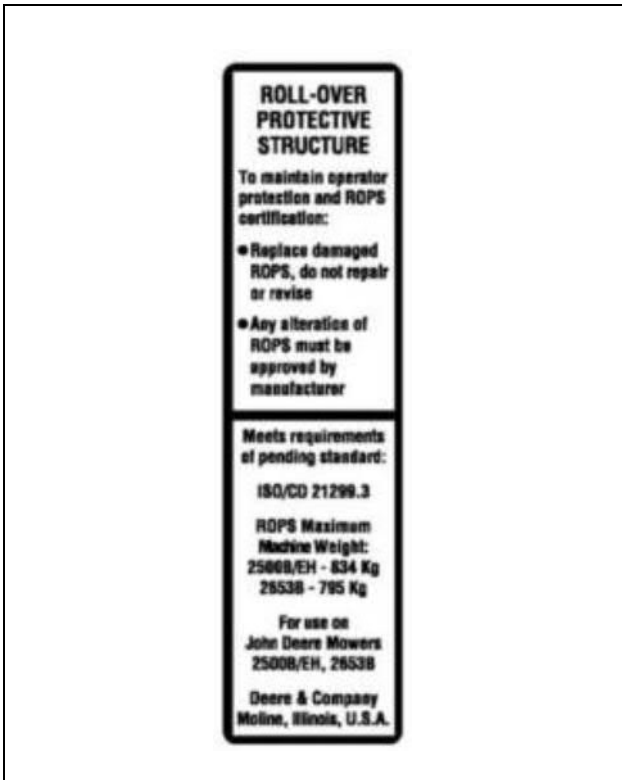 ROLL-OVER
PROTECTIVE
STRUCTURE
To maintain operator
protection and ROPS
certification:
●Replace damaged
ROPS, do not repair
or revise
●Any alteration of
ROPS must be
approved by
manufacturer
Meets requirements
of pending standard:
ISO/CD 21299.3
ROPS Maximum
Machine Weight:
2500B/EH - 834 Kg
2653B - 795 Kg
For use on
John Deere Mowers
2500B/EH, 2653B
Deere & Company
Moline, Illinois, U.S.A.